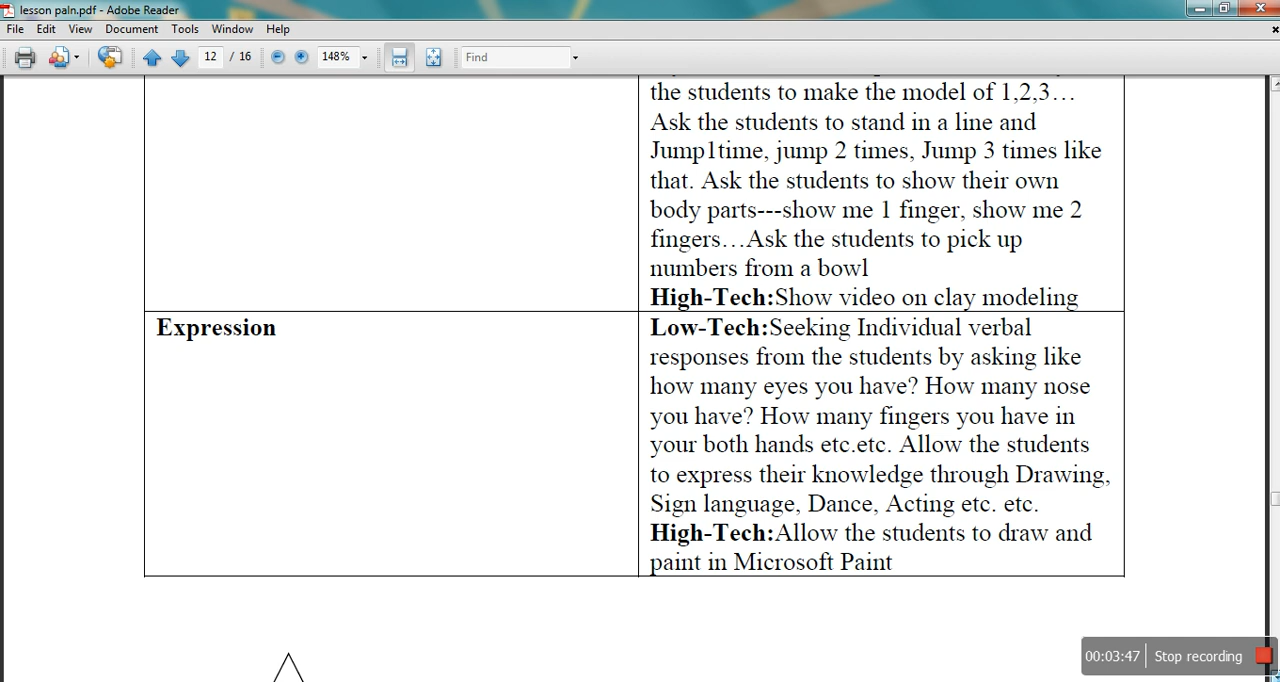 lesson paln.pdf - Adobe Reader
File Edit View Document Tools Window Help
12 / 16 148% Find
the students to make the model of 1,2,3…
Ask the students to stand in a line and
Jump1time, jump 2 times, Jump 3 times like
that. Ask the students to show their own
body parts---show me 1 finger, show me 2
fingers…Ask the students to pick up
numbers from a bowl
High-Tech:Show video on clay modeling
Expression
Low-Tech:Seeking Individual verbal
responses from the students by asking like
how many eyes you have? How many nose
you have? How many fingers you have in
your both hands etc.etc. Allow the students
to express their knowledge through Drawing,
Sign language, Dance, Acting etc. etc.
High-Tech:Allow the students to draw and
paint in Microsoft Paint
00:03:47 Stop recording